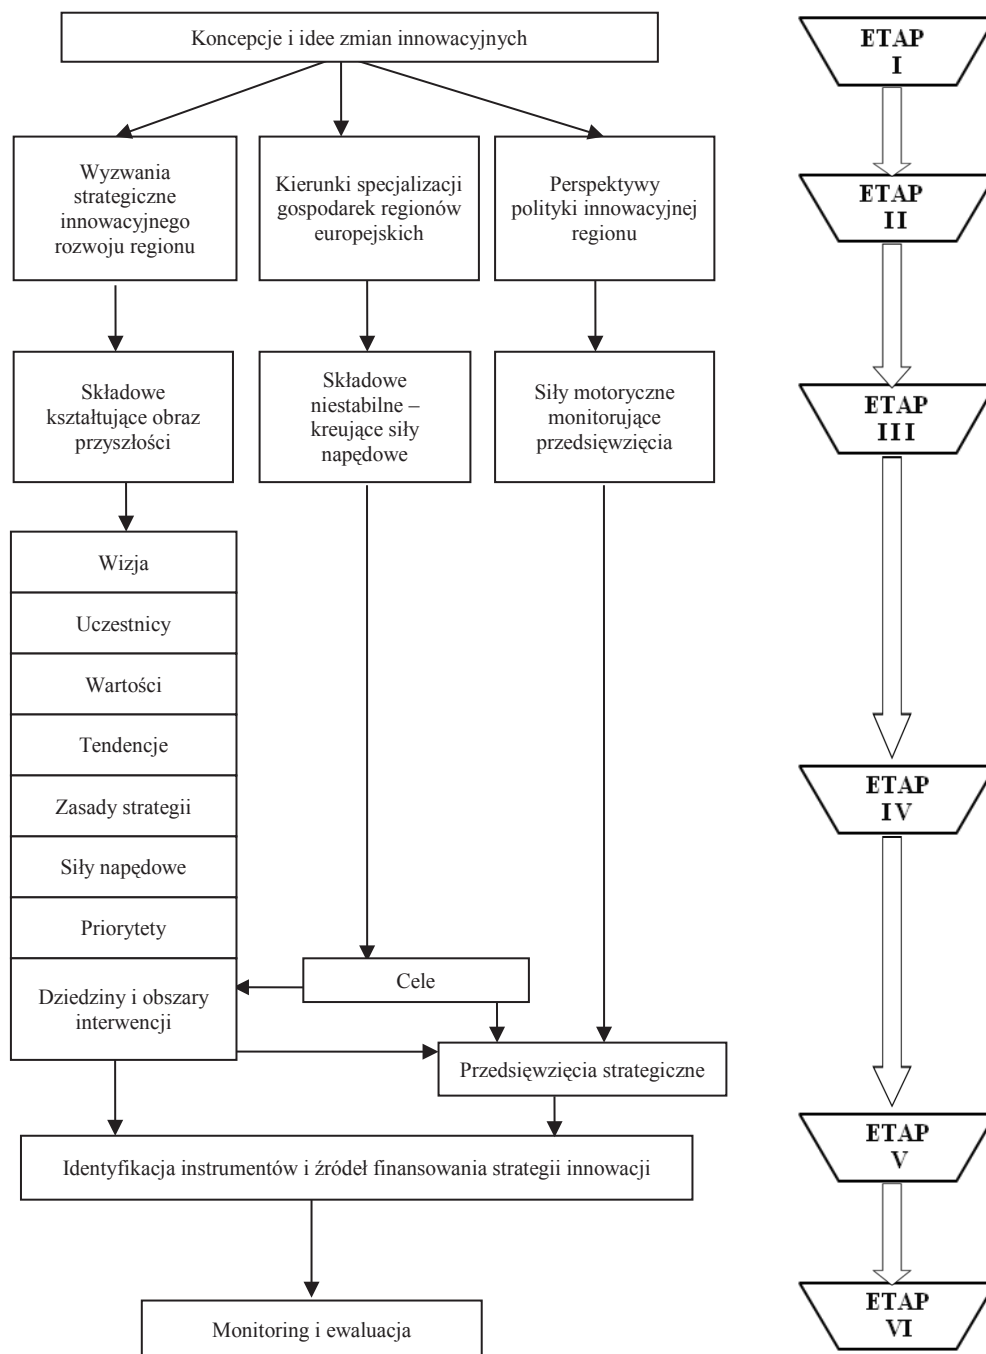 Koncepcje i idee zmian innowacyjnych
ETAP
I
Wyzwania
strategiczne
innowacyjnego
rozwoju regionu
Kierunki specjalizacji
gospodarek regionów
europejskich
Perspektywy
polityki innowacyjnej
regionu
ETAP
II
Składowe
kształtujące obraz
przyszłości
Składowe
niestabilne –
kreujące siły
napędowe
Siły motoryczne
monitorujące
przedsięwzięcia
ETAP
III
Wizja
Uczestnicy
Wartości
Tendencje
Zasady strategii
Siły napędowe
Priorytety
Dziedziny i obszary
interwencji
Cele
Przedsięwzięcia strategiczne
ETAP
IV
Identyfikacja instrumentów i źródeł finansowania strategii innowacji
ETAP
V
Monitoring i ewaluacja
ETAP
VI